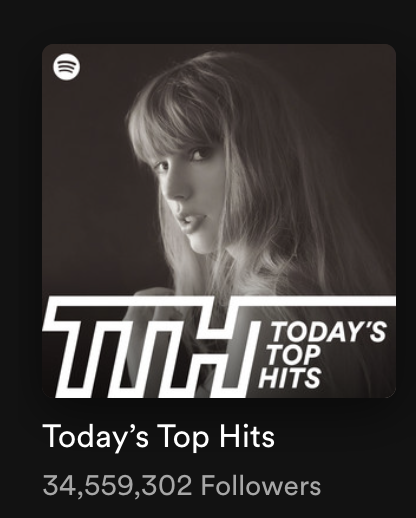 TTH
TODAY'S
TOP
HITS
Today's Top Hits
34,559,302 Followers